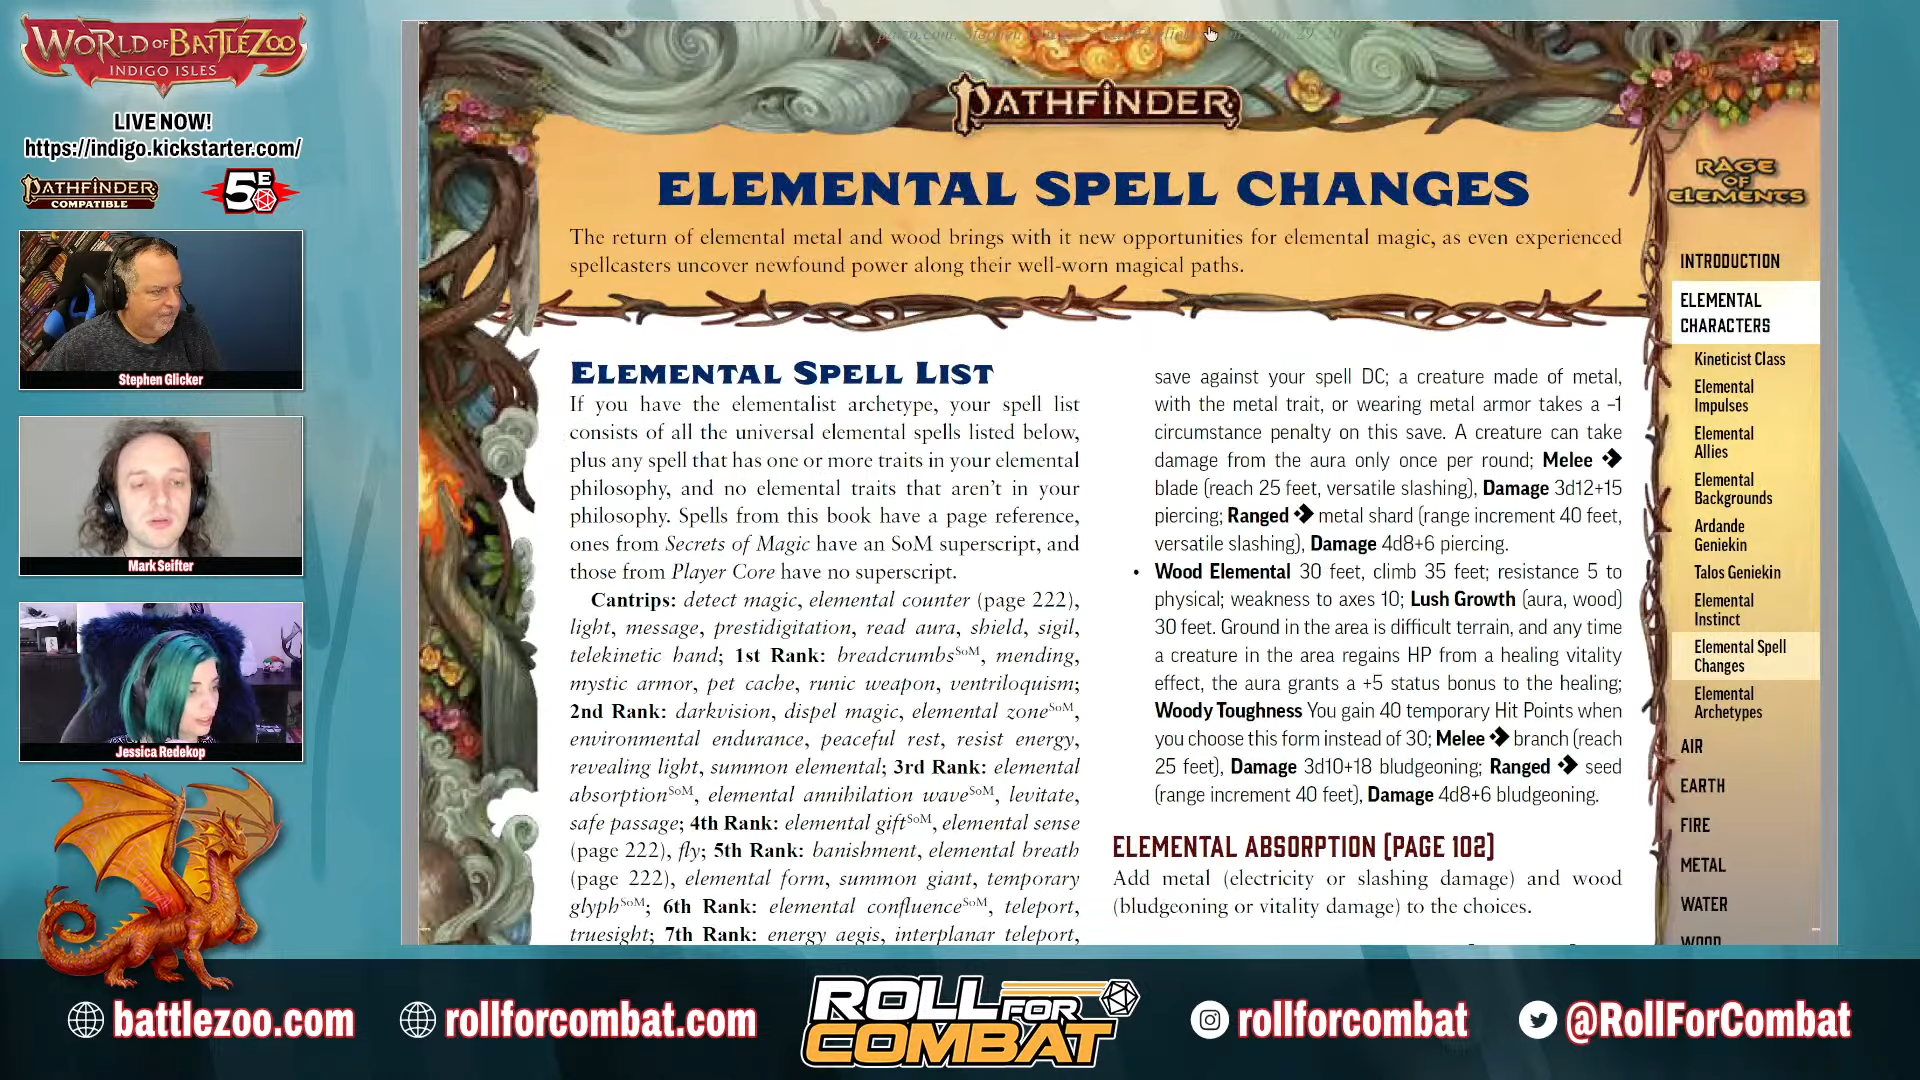 WORLD OF BATTLEZOO
INDIGO ISLES
LIVE NOW!
https://indigo.kickstarter.com/
PATHFINDER
COMPATIBLE
5E
Stephen Glicker
Mark Seifter
Jessica Redekop
PATHFINDER
ELEMENTAL SPELL CHANGES
The return of elemental metal and wood brings with it new opportunities for elemental magic, as even experienced
spellcasters uncover newfound power along their well-worn magical paths.
ELEMENTAL SPELL LIST
If you have the elementalist archetype, your spell list
consists of all the universal elemental spells listed below,
plus any spell that has one or more traits in your elemental
philosophy, and no elemental traits that aren't in your
philosophy. Spells from this book have a page reference,
ones from Secrets of Magic have an SoM superscript, and
those from Player Core have no superscript.
Cantrips: detect magic, elemental counter (page 222),
light, message, prestidigitation, read aura, shield, sigil,
telekinetic hand; 1st Rank: breadcrumbsSoM, mending,
mystic armor, pet cache, runic weapon, ventriloquism;
2nd Rank: darkvision, dispel magic, elemental zoneSoM,
environmental endurance, peaceful rest, resist energy,
revealing light, summon elemental; 3rd Rank: elemental
absorptionSoM, elemental annihilation waveSoM, levitate,
safe passage; 4th Rank: elemental giftSoM, elemental sense
(page 222), fly; 5th Rank: banishment, elemental breath
(page 222), elemental form, summon giant, temporary
glyphSoM; 6th Rank: elemental confluenceSoM, teleport,
truesight; 7th Rank: energy aegis, interplanar teleport,
save against your spell DC; a creature made of metal,
with the metal trait, or wearing metal armor takes a –1
circumstance penalty on this save. A creature can take
damage from the aura only once per round; Melee
blade (reach 25 feet, versatile slashing), Damage 3d12+15
piercing; Ranged metal shard (range increment 40 feet,
versatile slashing), Damage 4d8+6 piercing.
• Wood Elemental 30 feet, climb 35 feet; resistance 5 to
physical; weakness to axes 10; Lush Growth (aura, wood)
30 feet. Ground in the area is difficult terrain, and any time
a creature in the area regains HP from a healing vitality
effect, the aura grants a +5 status bonus to the healing;
Woody Toughness You gain 40 temporary Hit Points when
you choose this form instead of 30; Melee branch (reach
25 feet), Damage 3d10+18 bludgeoning; Ranged seed
(range increment 40 feet), Damage 4d8+6 bludgeoning.
ELEMENTAL ABSORPTION (PAGE 102)
Add metal (electricity or slashing damage) and wood
(bludgeoning or vitality damage) to the choices.
RAGE
OF
ELEMENTS
INTRODUCTION
ELEMENTAL
CHARACTERS
Kineticist Class
Elemental
Impulses
Elemental
Allies
Elemental
Backgrounds
Ardande
Geniekin
Talos Geniekin
Elemental
Instinct
Elemental Spell
Changes
Elemental
Archetypes
AIR
EARTH
FIRE
METAL
WATER
WOOD
battlezoo.com
rollforcombat.com
ROLL FOR
COMBAT
rollforcombat
@RollForCombat